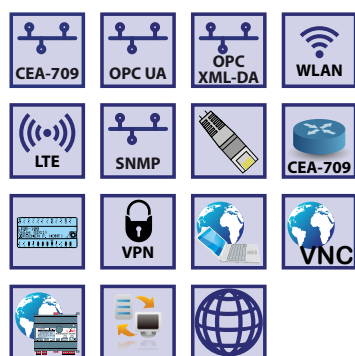 CEA-709
OPC UA
OPC
XML-DA
WLAN
LTE
SNMP
CEA-709
VPN
VNC